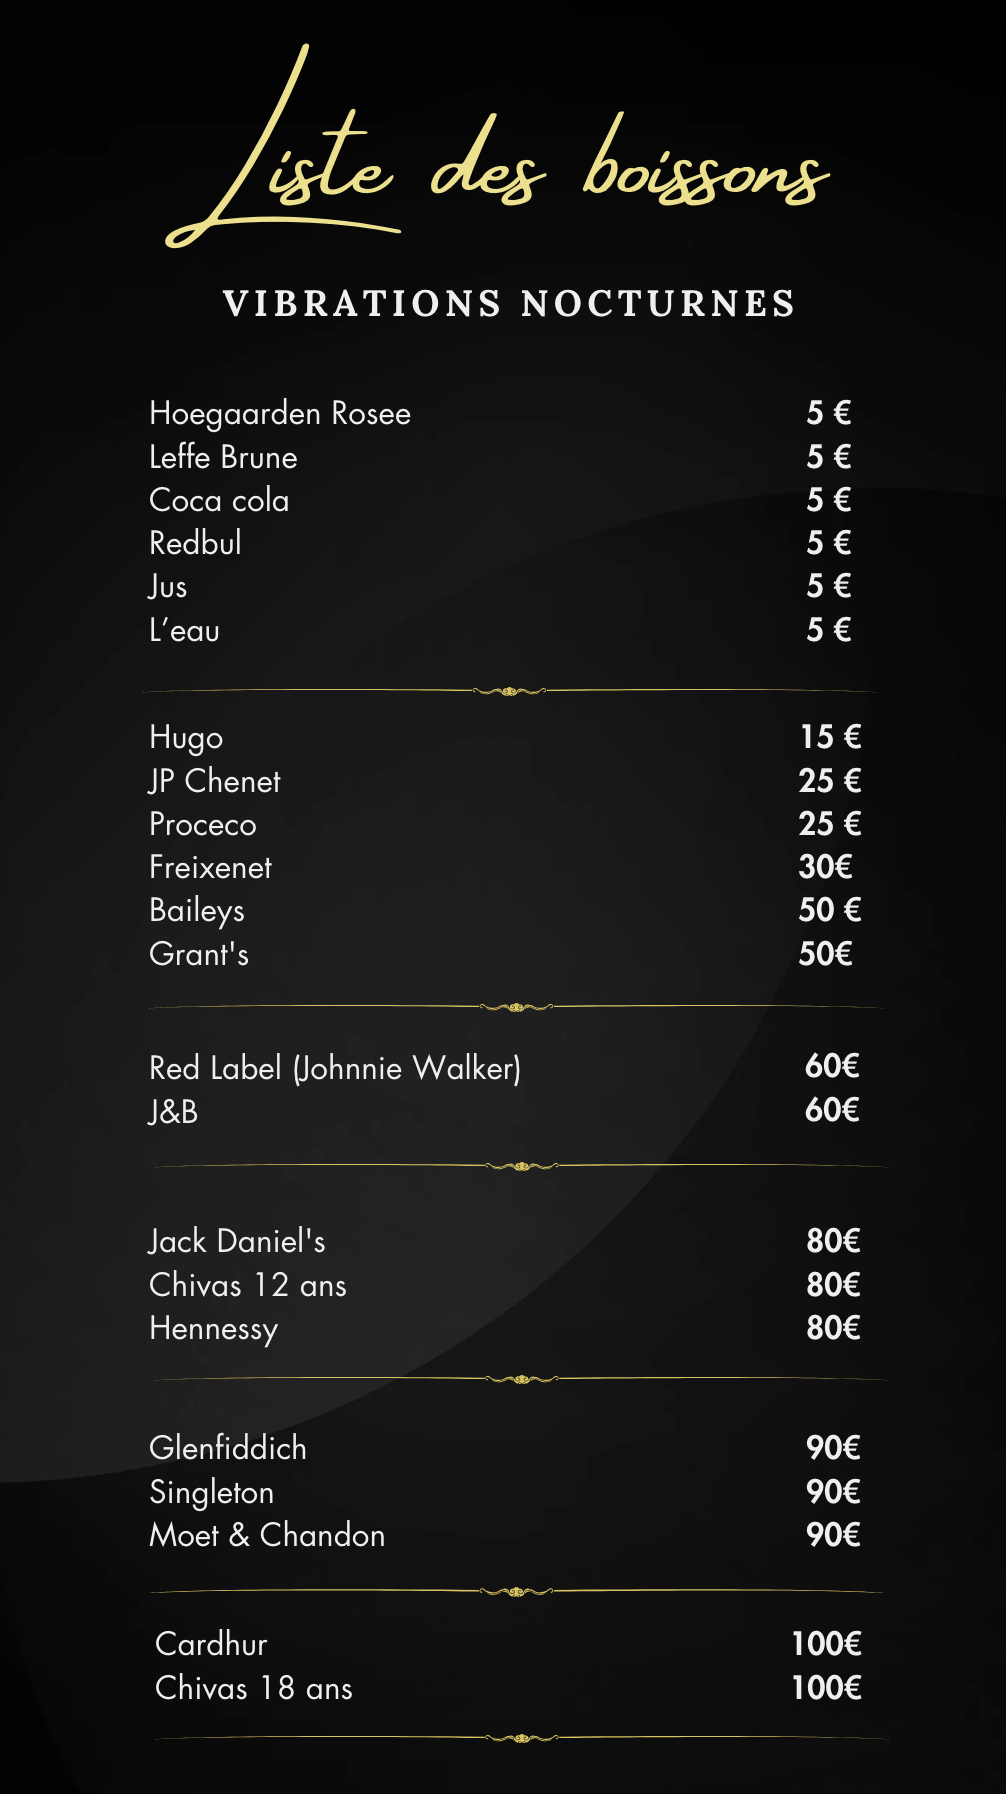 Liste des boissons
VIBRATIONS NOCTURNES
Hoegaarden Rosee 5 €
Leffe Brune 5 €
Coca cola 5 €
Redbul 5 €
Jus 5 €
L’eau 5 €
Hugo 15 €
JP Chenet 25 €
Proceco 25 €
Freixenet 30€
Baileys 50 €
Grant's 50€
Red Label (Johnnie Walker) 60€
J&B 60€
Jack Daniel's 80€
Chivas 12 ans 80€
Hennessy 80€
Glenfiddich 90€
Singleton 90€
Moet & Chandon 90€
Cardhur 100€
Chivas 18 ans 100€